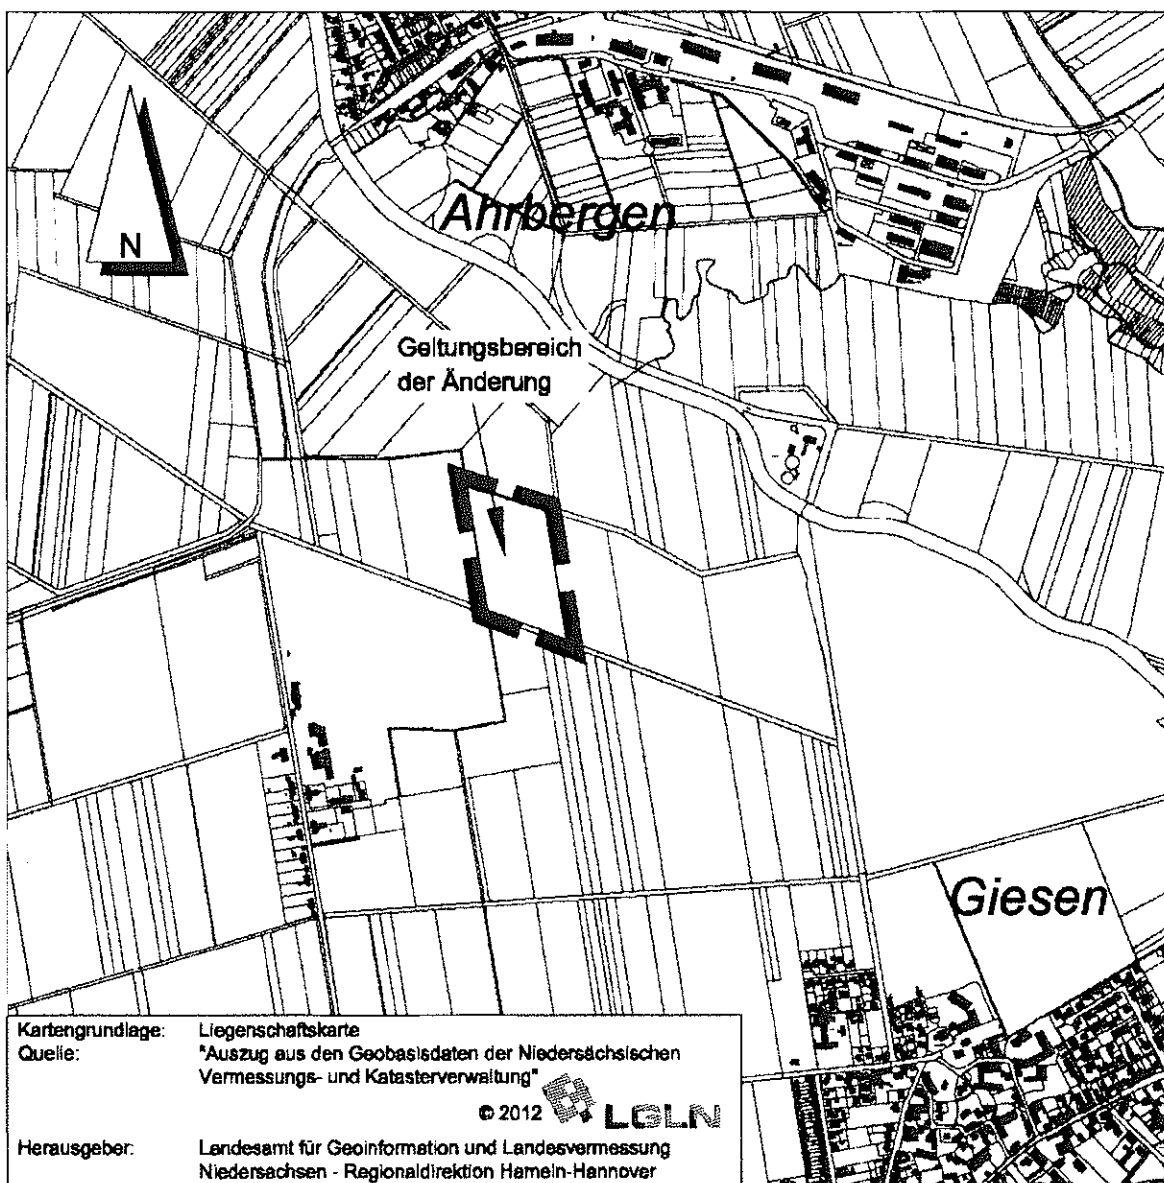 Ahrbergen
N
Geltungsbereich
der Änderung
Giesen
Kartengrundlage: Liegenschaftskarte
Quelle: "Auszug aus den Geobasisdaten der Niedersächsischen
Vermessungs- und Katasterverwaltung"
© 2012 LGLN
Herausgeber: Landesamt für Geoinformation und Landesvermessung
Niedersachsen - Regionaldirektion Hameln-Hannover